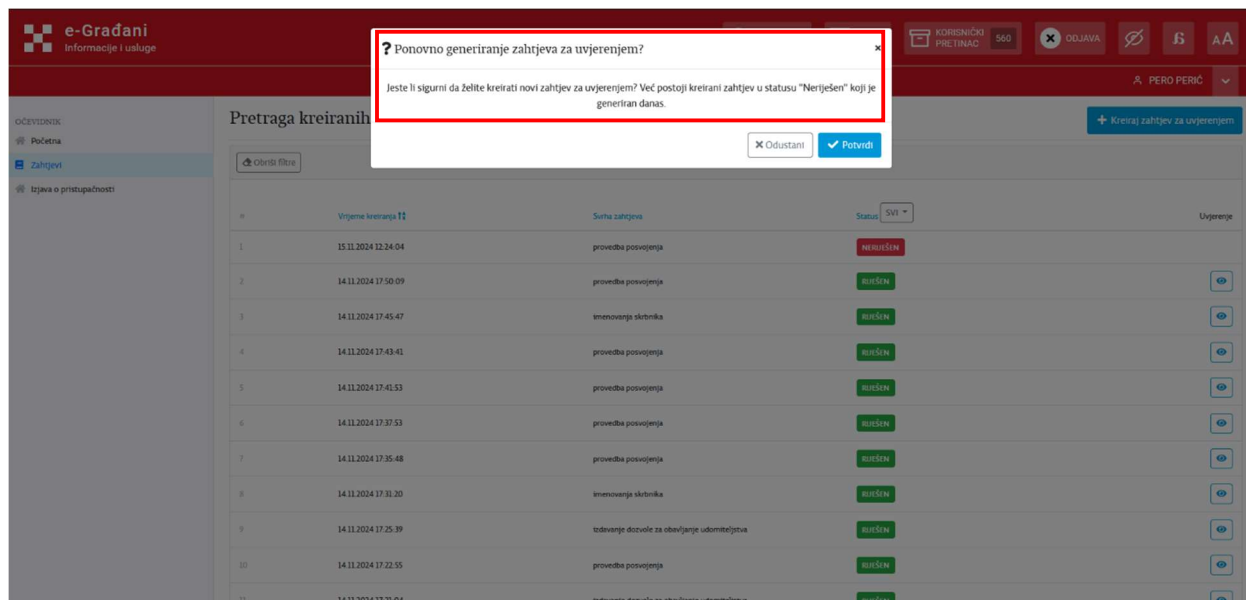 e-Građani
Informacije i usluge
KORISNIČKI PRETINAC 560
ODJAVA
AA
PERO PERIĆ
? Ponovno generiranje zahtjeva za uvjerenjem? ×
Jeste li sigurni da želite kreirati novi zahtjev za uvjerenjem? Već postoji kreirani zahtjev u statusu "Neriješen" koji je
generiran danas.
Odustani
Potvrdi
OČEVIDNIK
Početna
Zahtjevi
Izjava o pristupačnosti
Pretraga kreiranih
+ Kreiraj zahtjev za uvjerenjem
Obriši filtre
# Vrijeme kreiranja Svrha zahtjeva Status SVI Uvjerenje
1 15.11.2024 12:24:04 provedba posvojenja NERIJEŠEN
2 14.11.2024 17:50:09 provedba posvojenja RIJEŠEN
3 14.11.2024 17:45:47 imenovanja skrbnika RIJEŠEN
4 14.11.2024 17:43:41 provedba posvojenja RIJEŠEN
5 14.11.2024 17:41:53 provedba posvojenja RIJEŠEN
6 14.11.2024 17:37:53 provedba posvojenja RIJEŠEN
7 14.11.2024 17:35:48 provedba posvojenja RIJEŠEN
8 14.11.2024 17:31:20 imenovanja skrbnika RIJEŠEN
9 14.11.2024 17:25:39 izdavanje dozvole za obavljanje udomiteljstva RIJEŠEN
10 14.11.2024 17:22:55 provedba posvojenja RIJEŠEN